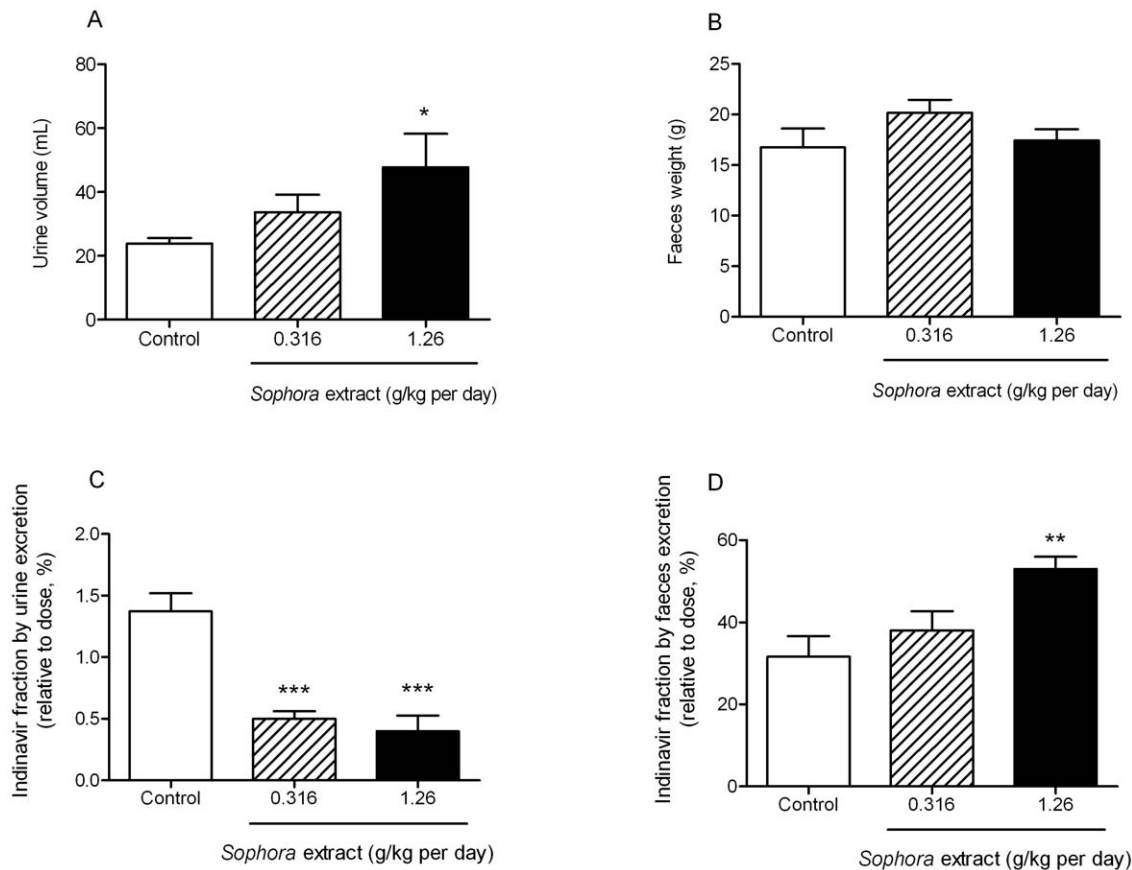 A
Urine volume (mL)
80
60
40
20
0
*
Control
0.316
1.26
Sophora extract (g/kg per day)
B
Faeces weight (g)
25
20
15
10
5
0
Control
0.316
1.26
Sophora extract (g/kg per day)
C
Indinavir fraction by urine excretion
(relative to dose, %)
2.0
1.5
1.0
0.5
0.0
***
***
Control
0.316
1.26
Sophora extract (g/kg per day)
D
Indinavir fraction by faeces excretion
(relative to dose, %)
60
40
20
0
**
Control
0.316
1.26
Sophora extract (g/kg per day)